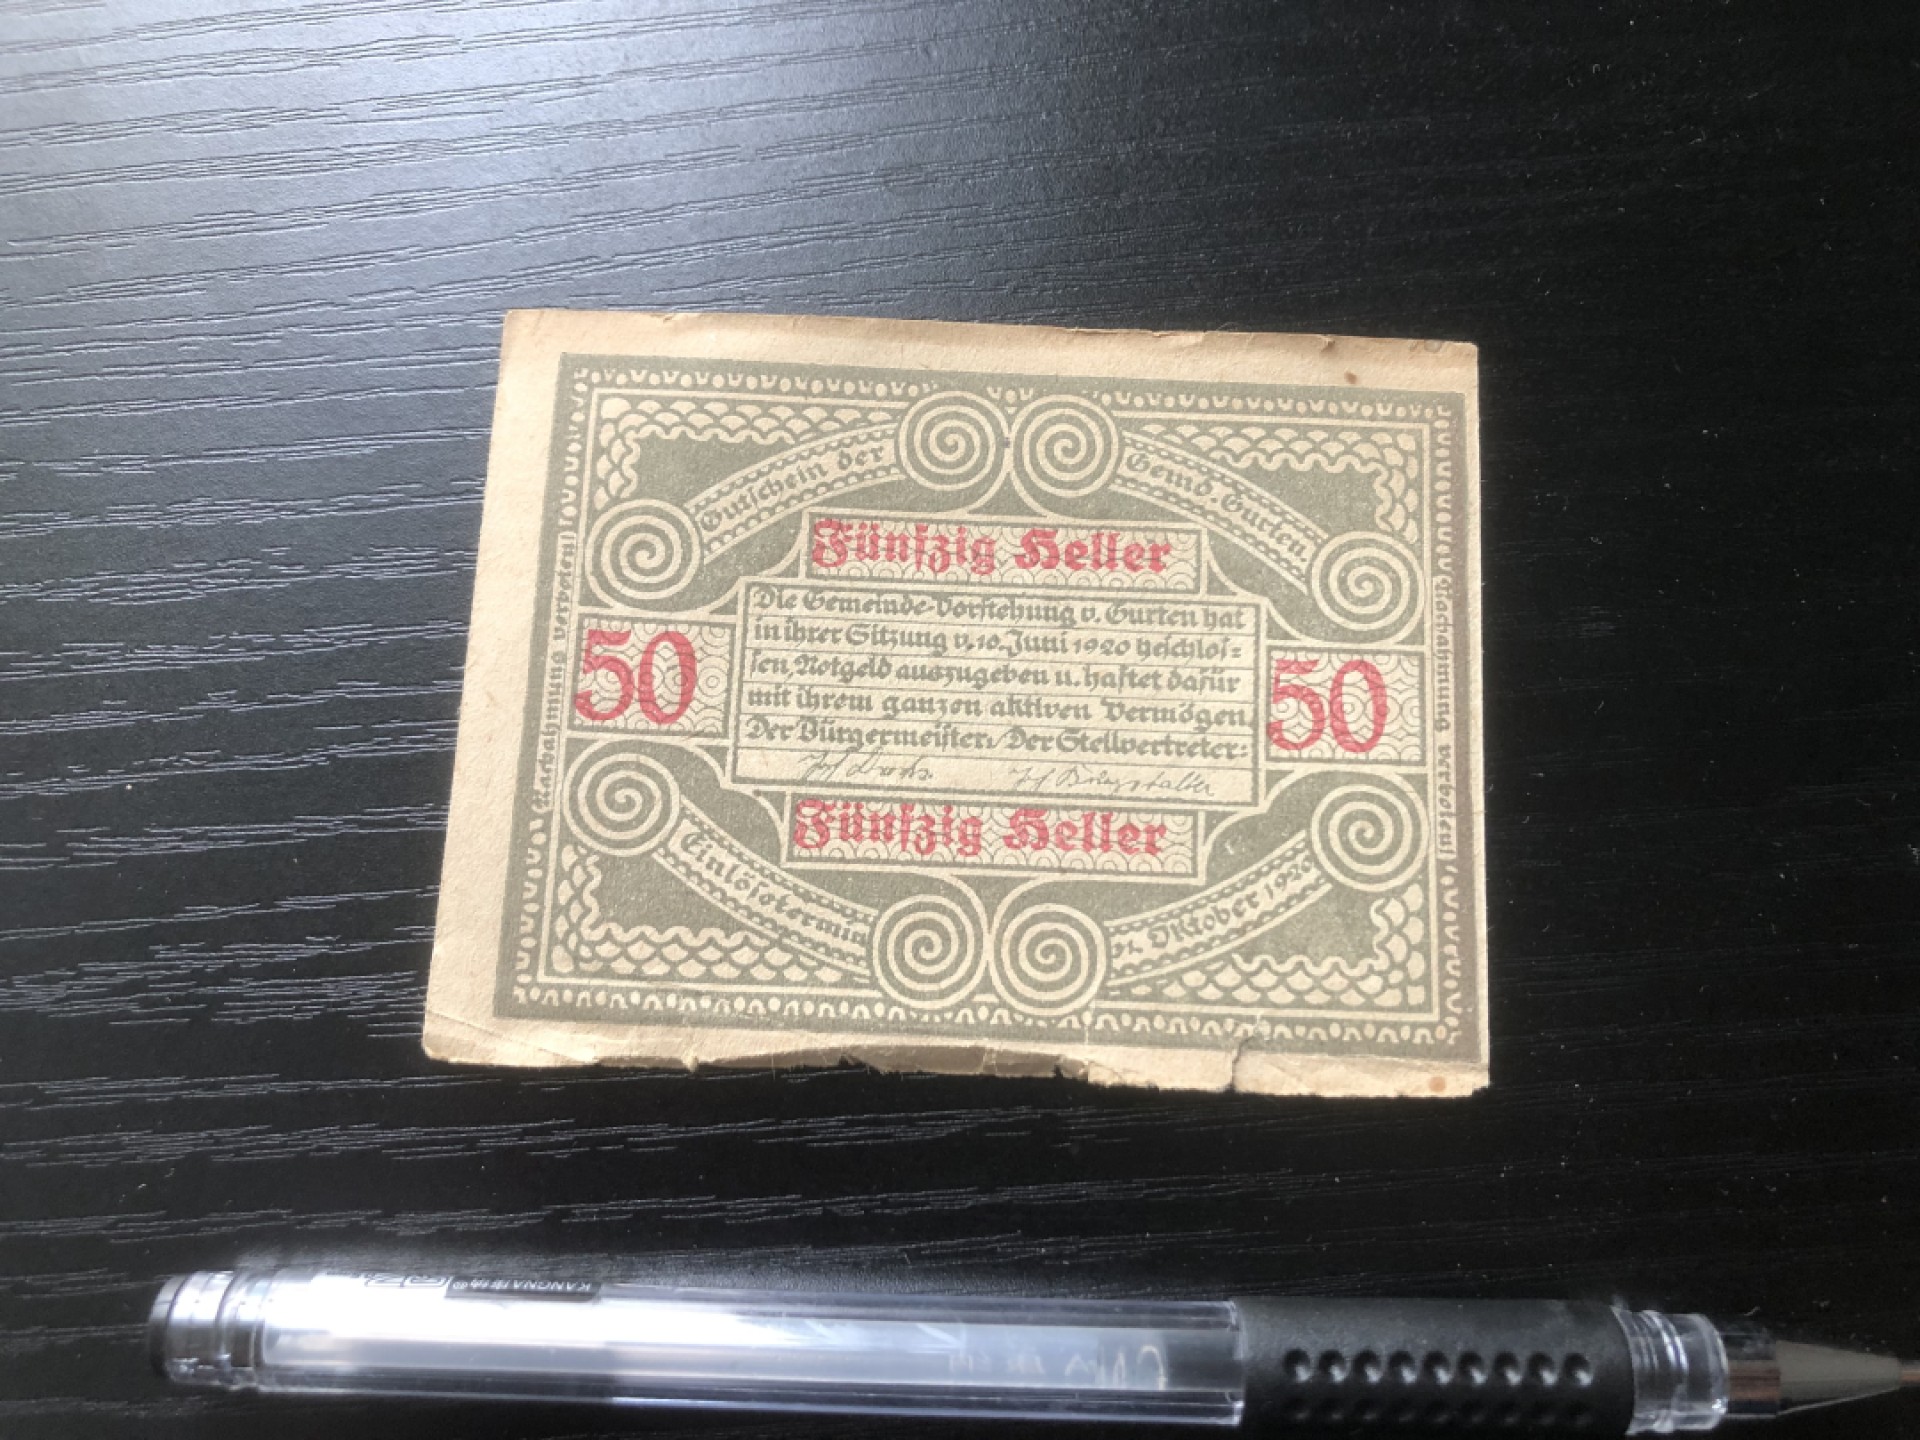 Gutschein der Gemd. Gurten.
Fünfzig Heller
Die Gemeinde-Vorstehung v. Gurten hat
in ihrer Sitzung v. 10. Juni 1920 beschlos=
sen, Notgeld auszugeben u. haftet dafür
mit ihrem ganzen aktiven Vermögen.
Der Bürgermeister: Der Stellvertreter:
50
50
Fünfzig Heller
Einlösetermin
31. Oktober 1920
Nachahmung verboten!
Nachahmung verboten!
KANGNAI